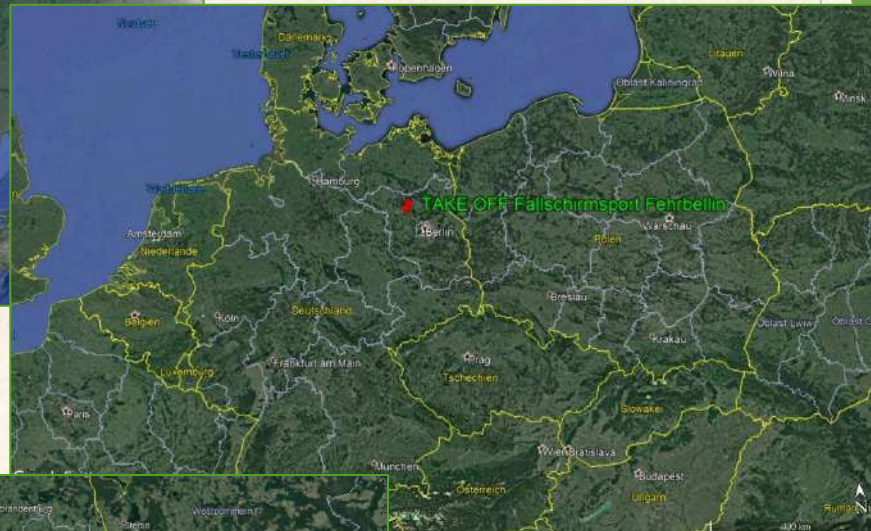 Nordsee
Dänemark
Kopenhagen
Litauen
Wilna
Oblast Kaliningrad
Minsk
Hamburg
TAKE OFF Fallschirmsport Fehrbellin
Berlin
Warschau
Amsterdam
Niederlande
Polen
Breslau
Köln
Deutschland
Belgien
Oblast Lwiw
Krakau
Frankfurt am Main
Prag
Luxemburg
Tschechien
Paris
Slowakei
Wien
Bratislava
München
Budapest
Österreich
Ungarn
Westpommern
Stettin
N